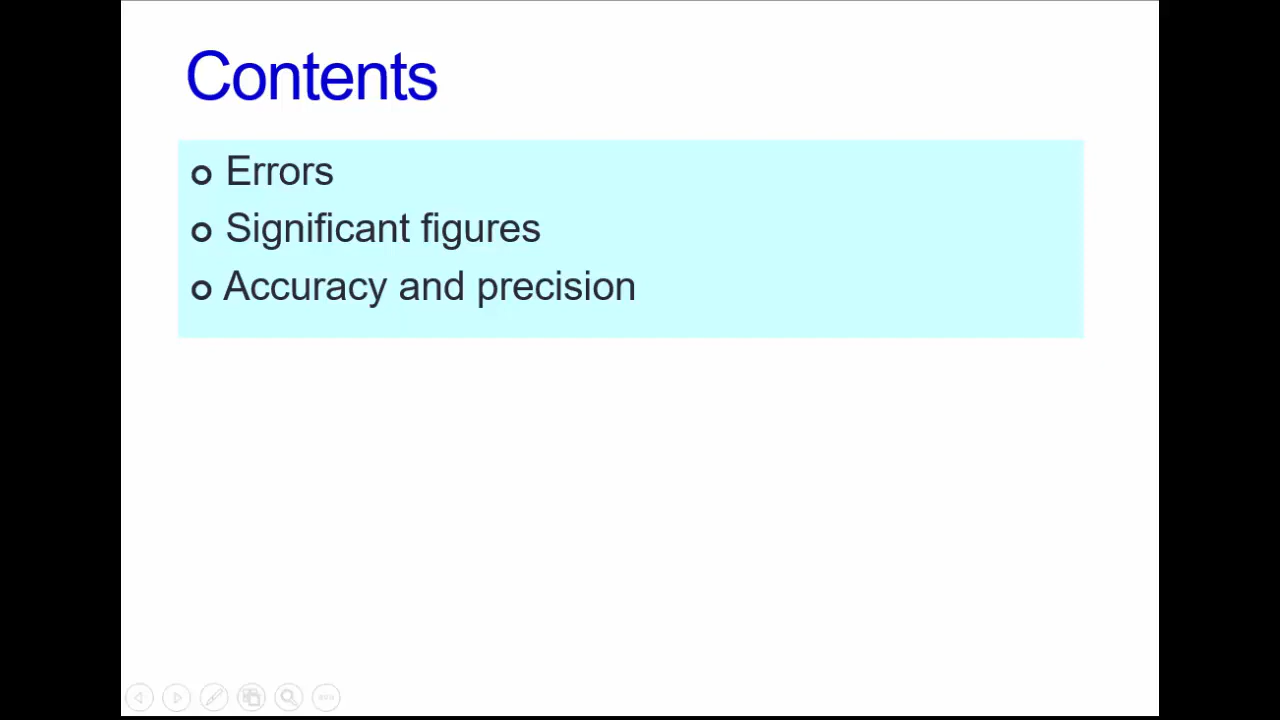 Contents
Errors
Significant figures
Accuracy and precision